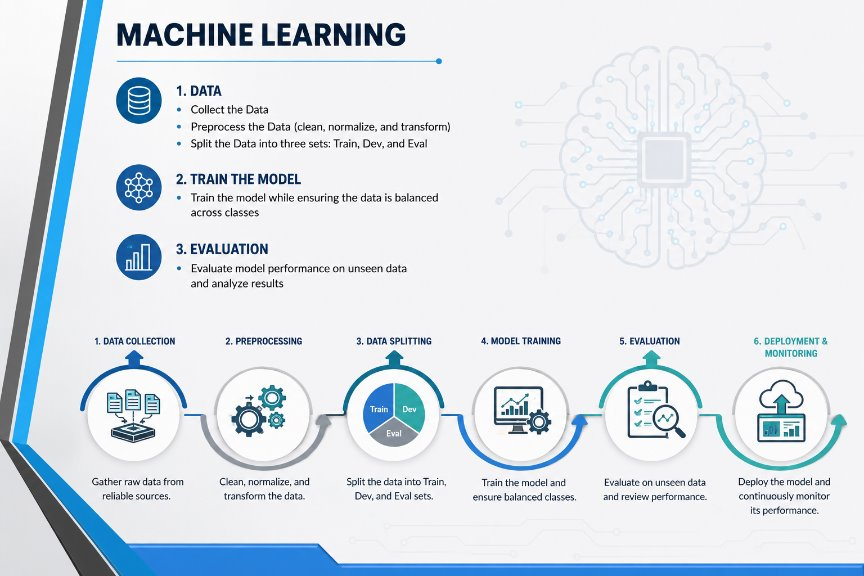 MACHINE LEARNING
1. DATA
• Collect the Data
• Preprocess the Data (clean, normalize, and transform)
• Split the Data into three sets: Train, Dev, and Eval
2. TRAIN THE MODEL
• Train the model while ensuring the data is balanced
across classes
3. EVALUATION
• Evaluate model performance on unseen data
and analyze results
1. DATA COLLECTION
Gather raw data from
reliable sources.
2. PREPROCESSING
Clean, normalize, and
transform the data.
3. DATA SPLITTING
Train
Dev
Eval
Split the data into Train,
Dev, and Eval sets.
4. MODEL TRAINING
Train the model and
ensure balanced classes.
5. EVALUATION
Evaluate on unseen data
and review performance.
6. DEPLOYMENT &
MONITORING
Deploy the model and
continuously monitor
its performance.